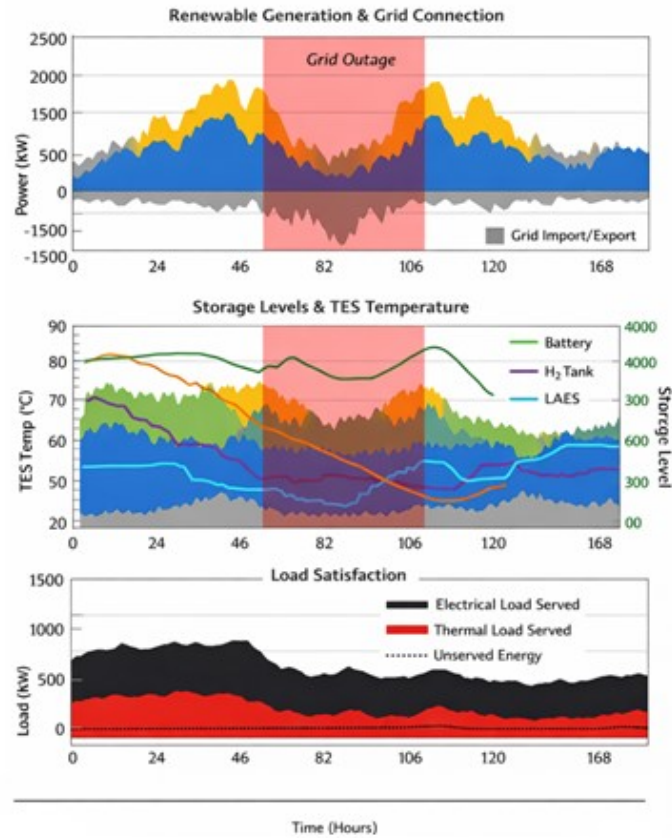 Renewable Generation & Grid Connection
2500
2000
1500
500
0
-1500
-1500
Power (kW)
Grid Outage
Grid Import/Export
0 24 46 82 106 120 168
Storage Levels & TES Temperature
90
80
70
60
50
20
TES Temp (°C)
Battery
H₂ Tank
LAES
4000
4000
300
600
300
00
Storege Level
0 24 46 82 106 120 168
Load Satisfaction
1500
1000
500
0
Load (kW)
Electrical Load Served
Thermal Load Served
Unserved Energy
0 24 46 82 106 120 168
Time (Hours)